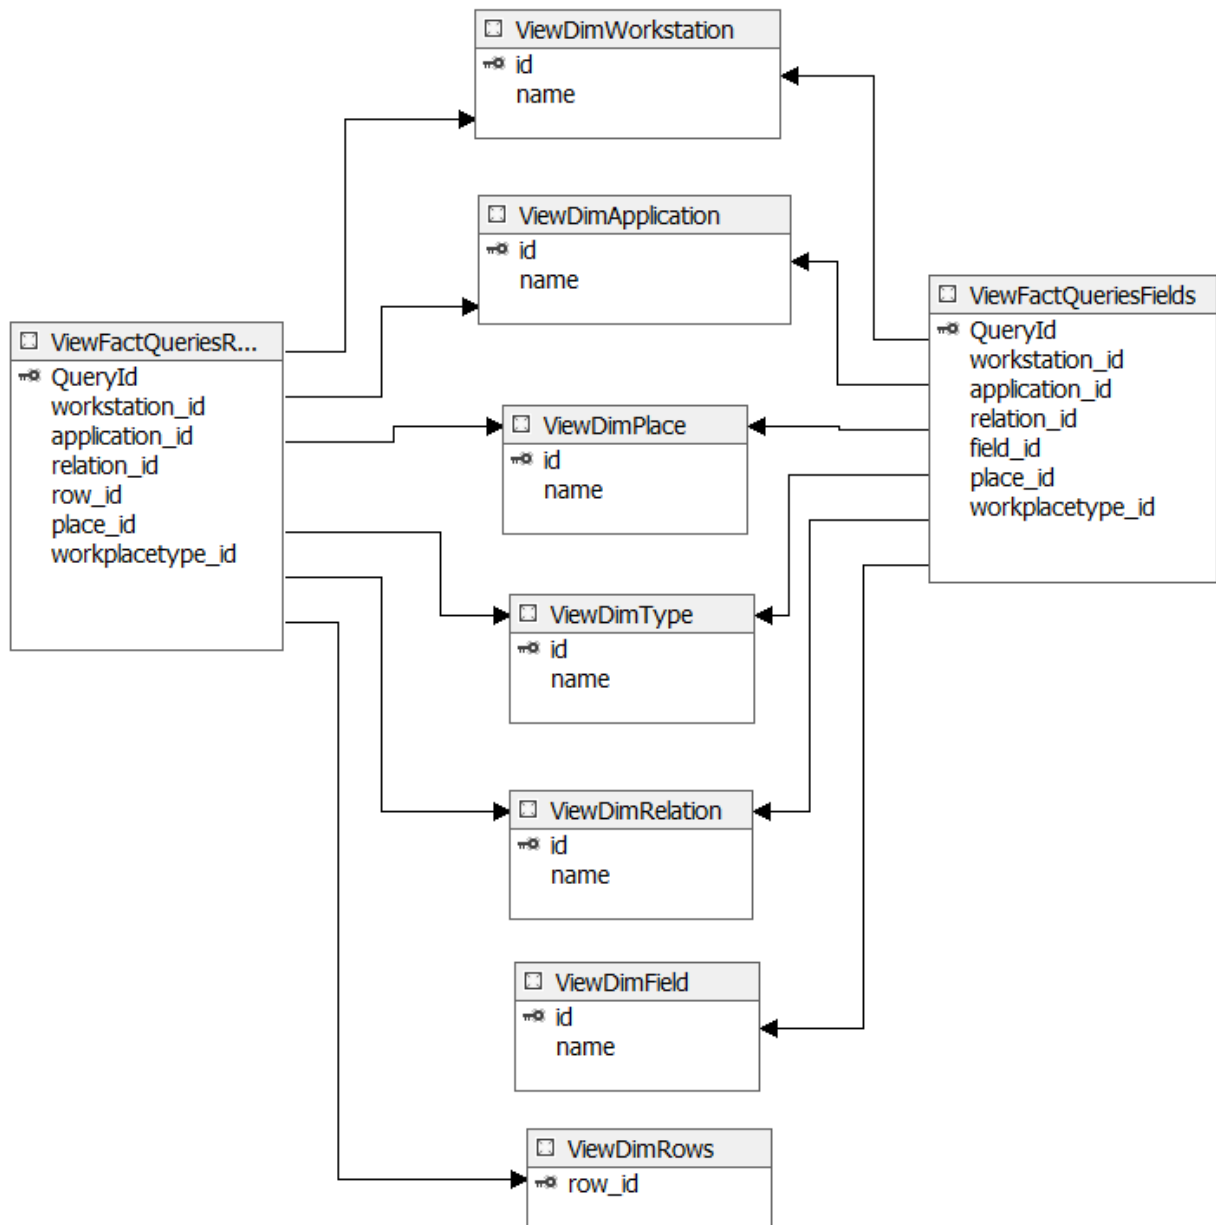 ViewDimWorkstation
id
name
ViewDimApplication
id
name
ViewFactQueriesR...
QueryId
workstation_id
application_id
relation_id
row_id
place_id
workplacetype_id
ViewFactQueriesFields
QueryId
workstation_id
application_id
relation_id
field_id
place_id
workplacetype_id
ViewDimPlace
id
name
ViewDimType
id
name
ViewDimRelation
id
name
ViewDimField
id
name
ViewDimRows
row_id